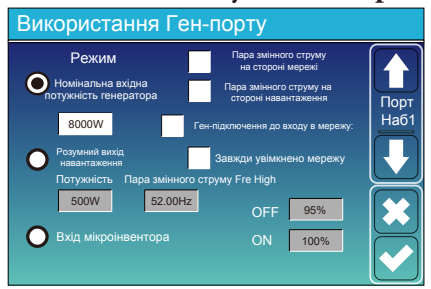 Використання Ген-порту
Режим
Пара змінного струму
на стороні мережі
Номінальна вхідна
потужність генератора
Пара змінного струму на
стороні навантаження
Порт
Наб1
8000W
Ген-підключення до входу в мережу:
Розумний вихід
навантаження
Завжди увімкнено мережу
Потужність
Пара змінного струму Fre High
500W
52.00Hz
OFF
95%
Вхід мікроінвентора
ON
100%